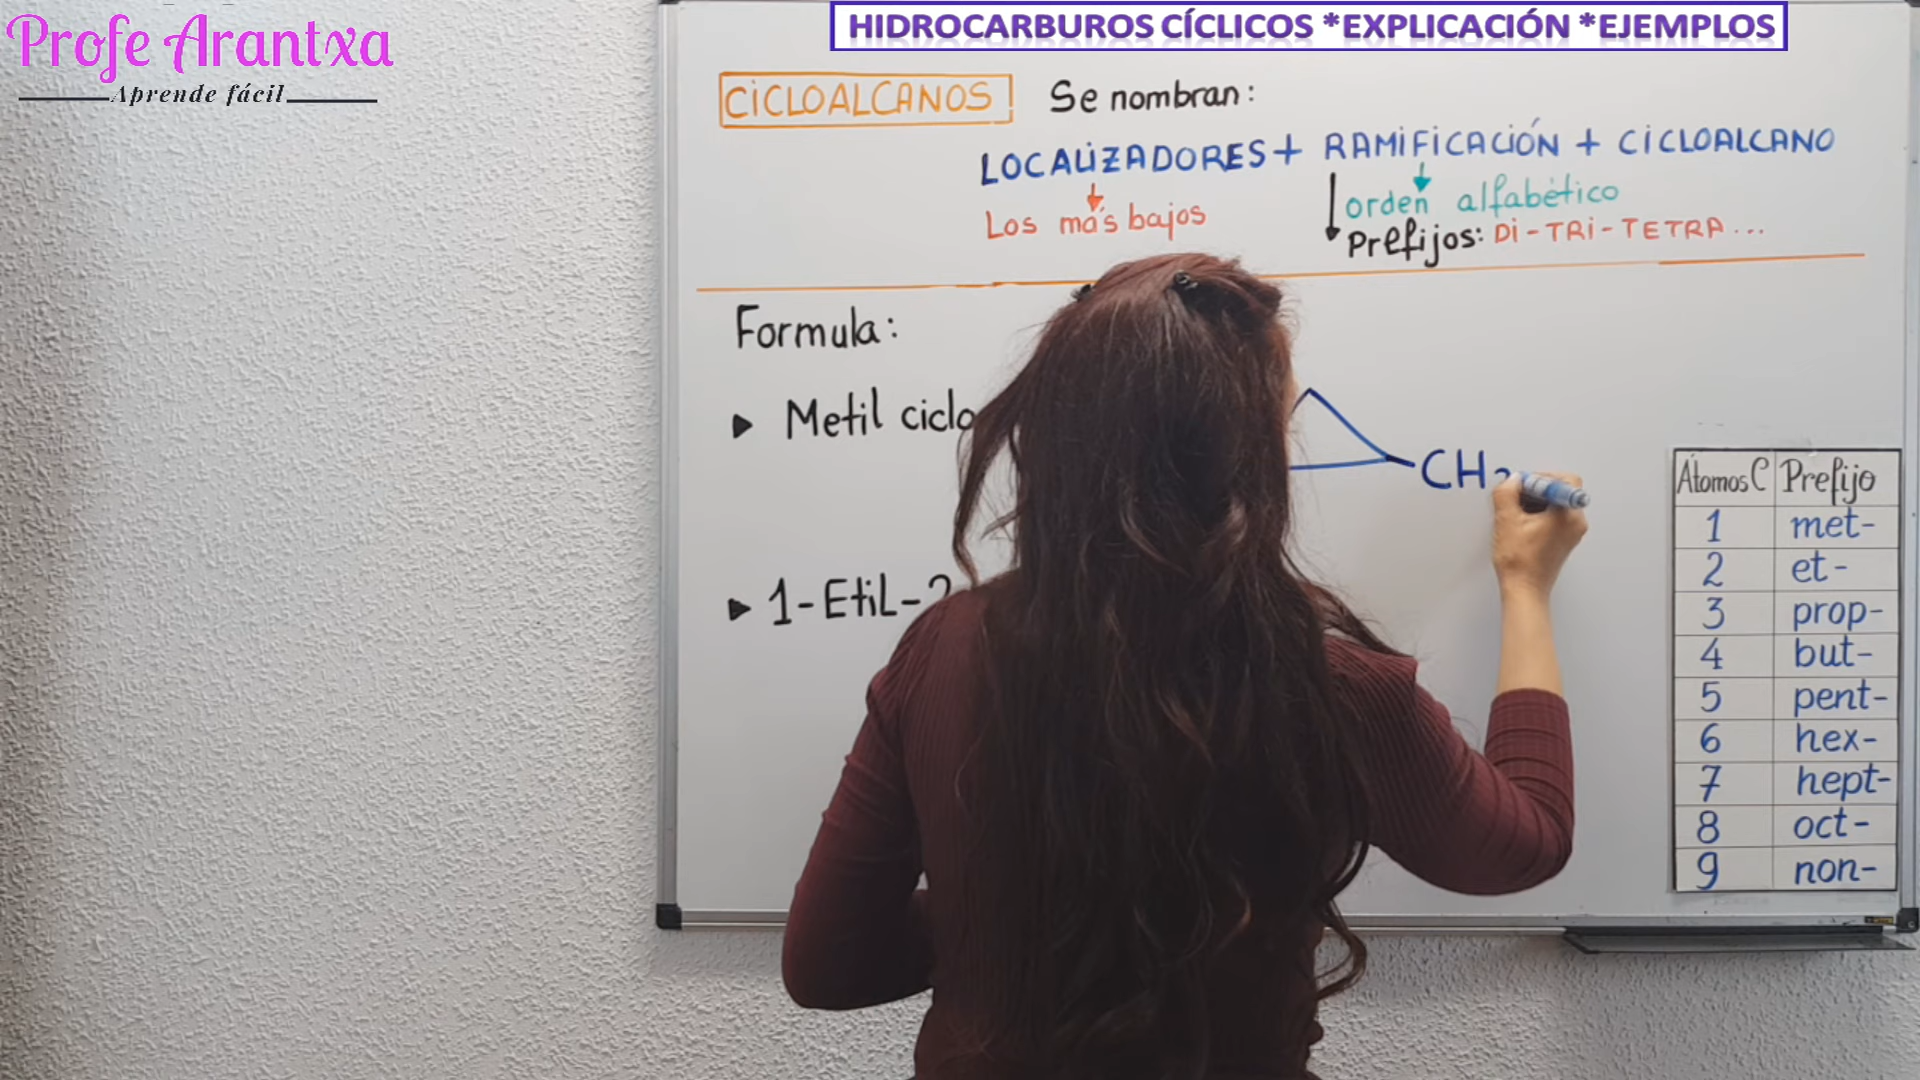 Profe Arantxa
Aprende fácil
HIDROCARBUROS CÍCLICOS *EXPLICACIÓN *EJEMPLOS
CICLOALCANOS Se nombran:
LOCALIZADORES + RAMIFICACIÓN + CICLOALCANO
Los más bajos
orden alfabético
Prefijos: DI-TRI-TETRA...
Formula:
Metil ciclo
CH
1-Etil-2
Átomos C Prefijo
1 met-
2 et-
3 prop-
4 but-
5 pent-
6 hex-
7 hept-
8 oct-
9 non-